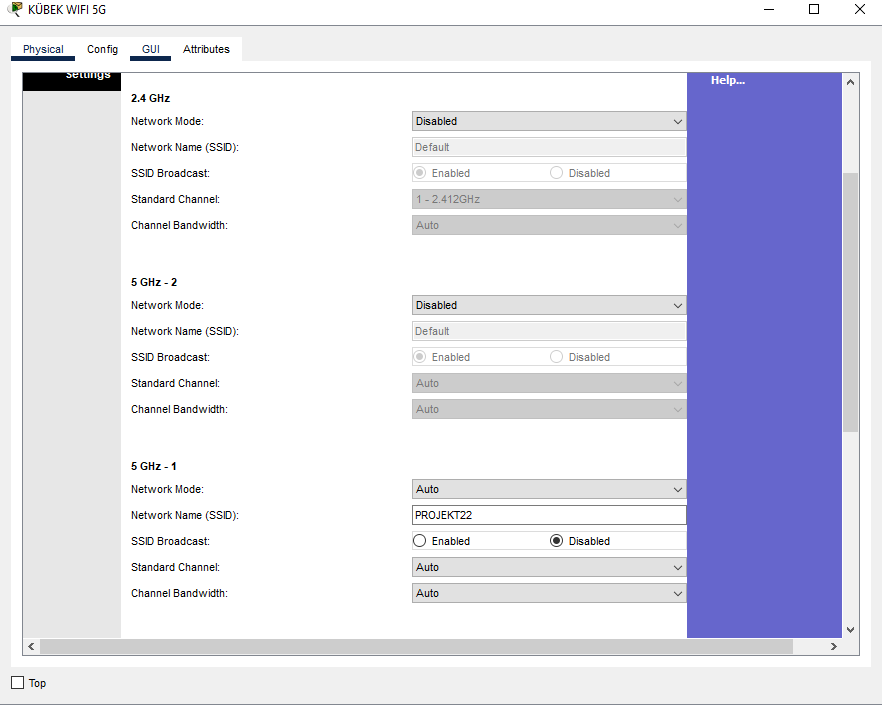 KÜBEK WIFI 5G
Physical Config GUI Attributes
Settings Help...
2.4 GHz
Network Mode: Disabled
Network Name (SSID): Default
SSID Broadcast: Enabled Disabled
Standard Channel: 1 - 2.412GHz
Channel Bandwidth: Auto
5 GHz - 2
Network Mode: Disabled
Network Name (SSID): Default
SSID Broadcast: Enabled Disabled
Standard Channel: Auto
Channel Bandwidth: Auto
5 GHz - 1
Network Mode: Auto
Network Name (SSID): PROJEKT22
SSID Broadcast: Enabled Disabled
Standard Channel: Auto
Channel Bandwidth: Auto
Top